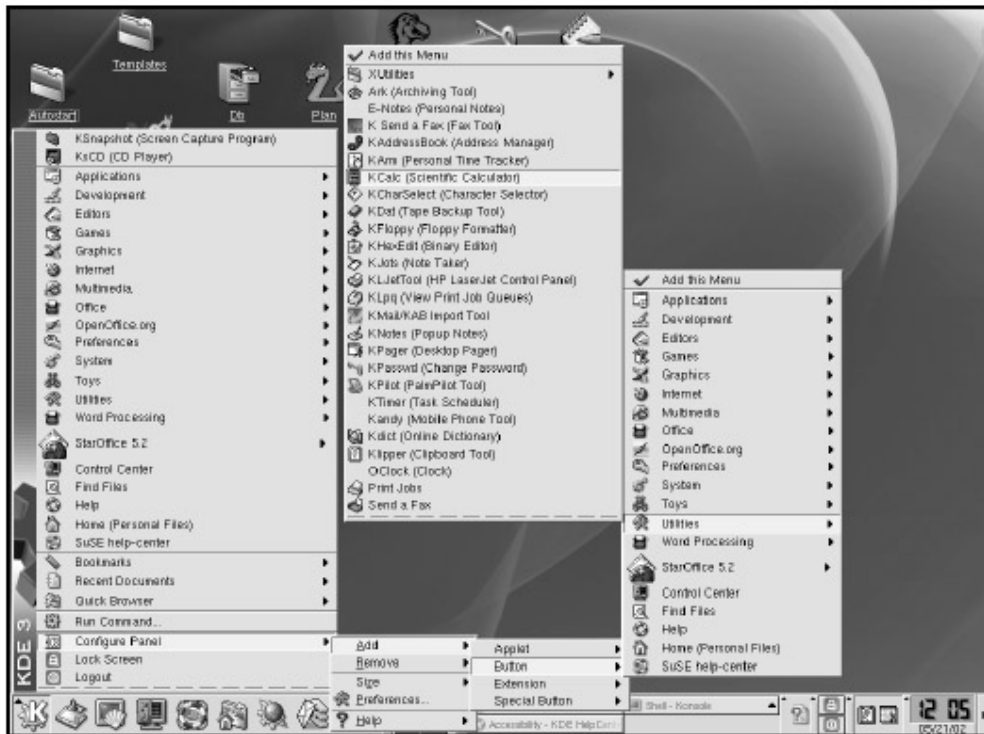 Templates
Autostart
Db
Plan
KSnapshot (Screen Capture Program)
KsCD (CD Player)
Applications
Development
Editors
Games
Graphics
Internet
Multimedia
Office
OpenOffice.org
Preferences
System
Toys
Utilities
Word Processing
StarOffice 5.2
Control Center
Find Files
Help
Home (Personal Files)
SuSE help-center
Bookmarks
Recent Documents
Quick Browser
Run Command...
Configure Panel
Lock Screen
Logout
KDE 3
Add
Remove
Size
Preferences...
Help
Applet
Button
Extension
Special Button
Add this Menu
XUtilities
Ark (Archiving Tool)
E-Notes (Personal Notes)
K Send a Fax (Fax Tool)
KAddressBook (Address Manager)
KArm (Personal Time Tracker)
KCalc (Scientific Calculator)
KCharSelect (Character Selector)
KDat (Tape Backup Tool)
KFloppy (Floppy Formatter)
KHexEdit (Binary Editor)
KJots (Note Taker)
KLJetTool (HP LaserJet Control Panel)
KLpq (View Print Job Queues)
KMail/KAB Import Tool
KNotes (Popup Notes)
KPager (Desktop Pager)
KPasswd (Change Password)
KPilot (PalmPilot Tool)
KTimer (Task Scheduler)
Kandy (Mobile Phone Tool)
Kdict (Online Dictionary)
Klipper (Clipboard Tool)
OClock (Clock)
Print Jobs
Send a Fax
Add this Menu
Applications
Development
Editors
Games
Graphics
Internet
Multimedia
Office
OpenOffice.org
Preferences
System
Toys
Utilities
Word Processing
StarOffice 5.2
Control Center
Find Files
Help
Home (Personal Files)
SuSE help-center
Shell - Konsole
Accessibility - KDE Help
12 05
05/21/02